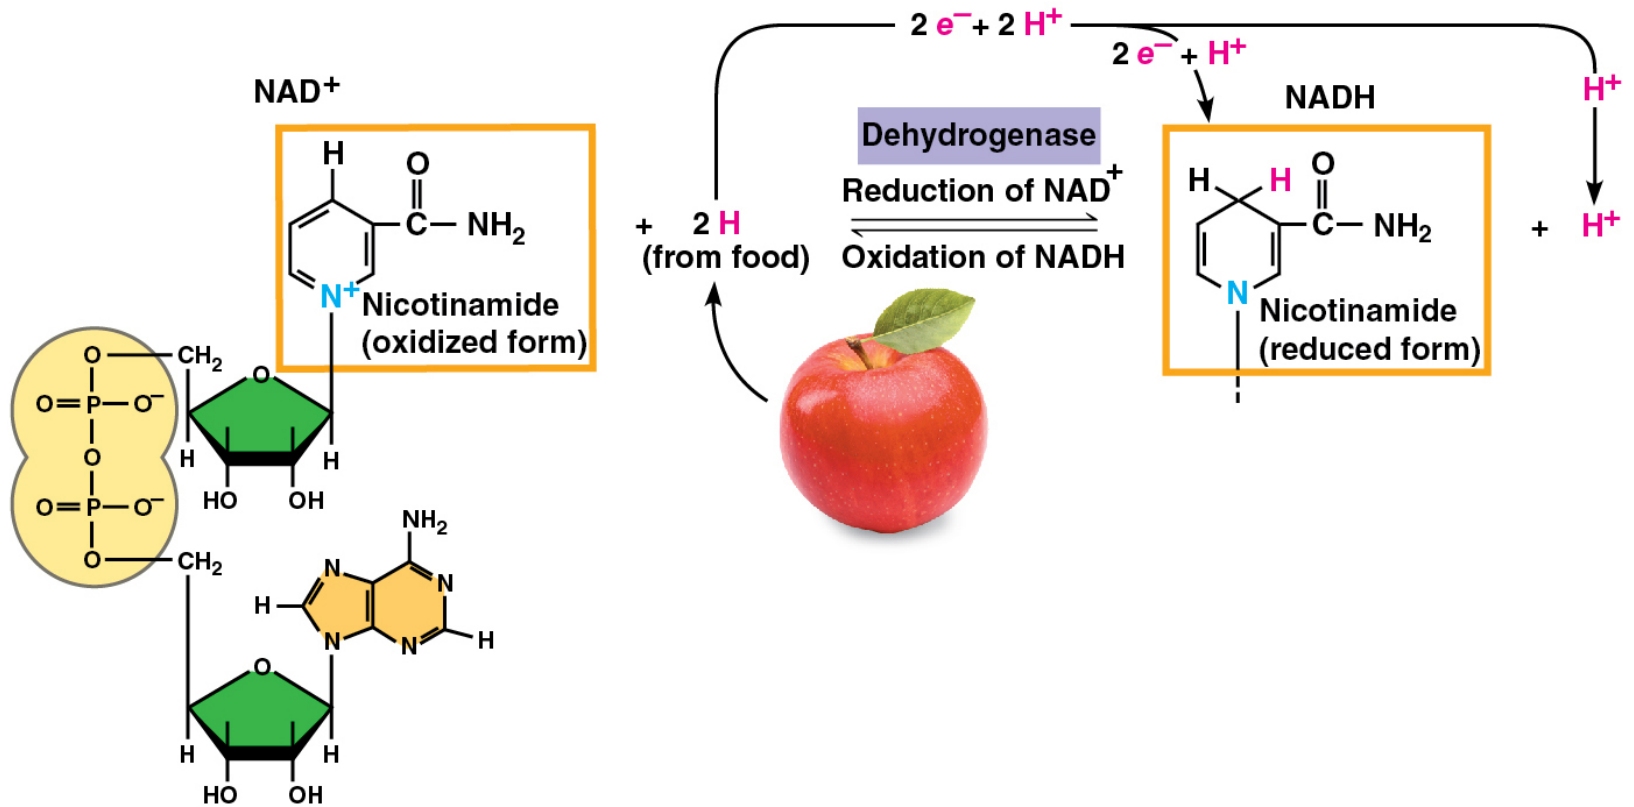 2 e⁻ + 2 H⁺
2 e⁻ + H⁺
H⁺
NAD⁺
NADH
Dehydrogenase
Reduction of NAD⁺
Oxidation of NADH
H
O
C
NH₂
N⁺
Nicotinamide
(oxidized form)
+ 2 H
(from food)
H H
O
C
NH₂
N
Nicotinamide
(reduced form)
+ H⁺
O
CH₂
O=P–O⁻
O
O=P–O⁻
O
CH₂
O
H H
HO OH
NH₂
N N
H
N N
H
O
H H
HO OH